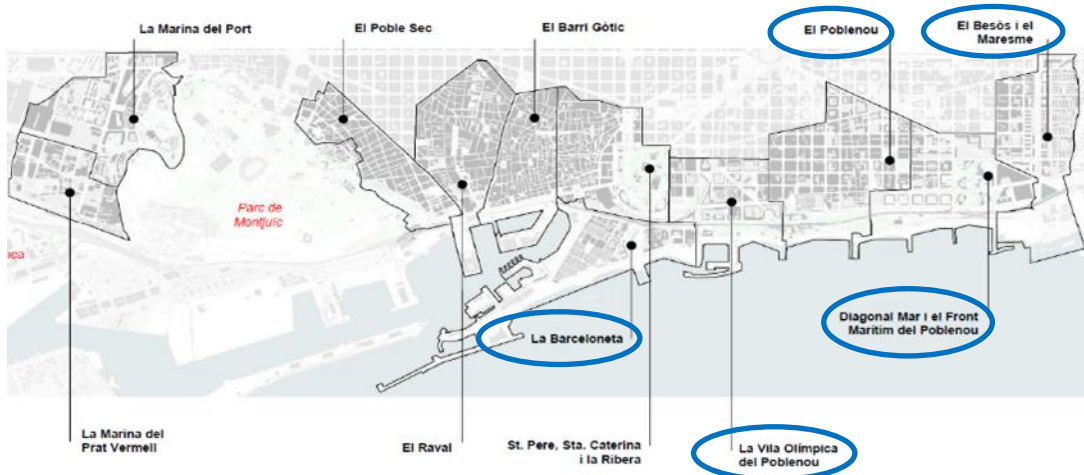 La Marina del Port
El Poble Sec
El Barri Gòtic
El Poblenou
El Besòs i el
Maresme
Parc de
Montjuïc
La Barceloneta
Diagonal Mar i el Front
Marítim del Poblenou
La Marina del
Prat Vermell
El Raval
St. Pere, Sta. Caterina
i la Ribera
La Vila Olímpica
del Poblenou